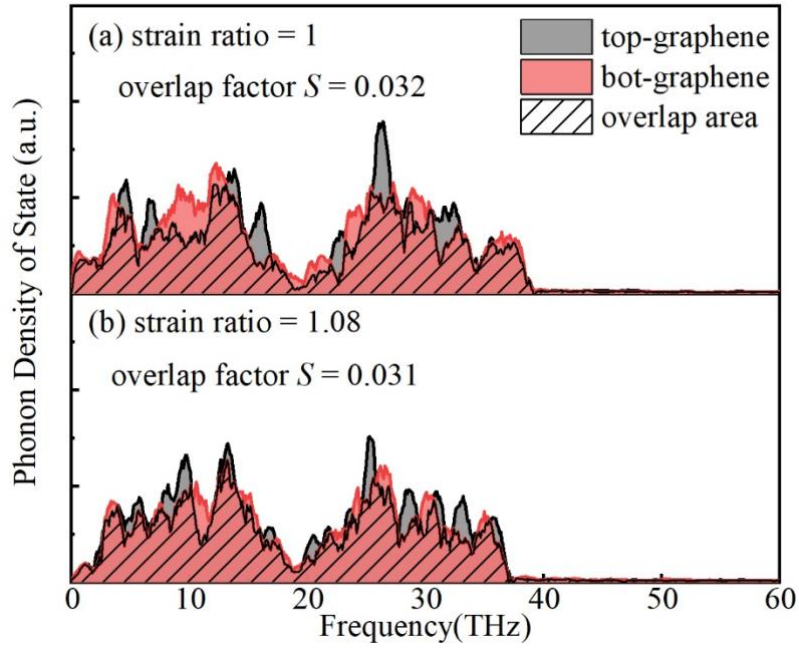 (a) strain ratio = 1
overlap factor S = 0.032
top-graphene
bot-graphene
overlap area
(b) strain ratio = 1.08
overlap factor S = 0.031
Phonon Density of State (a.u.)
0 10 20 30 40 50 60
Frequency(THz)